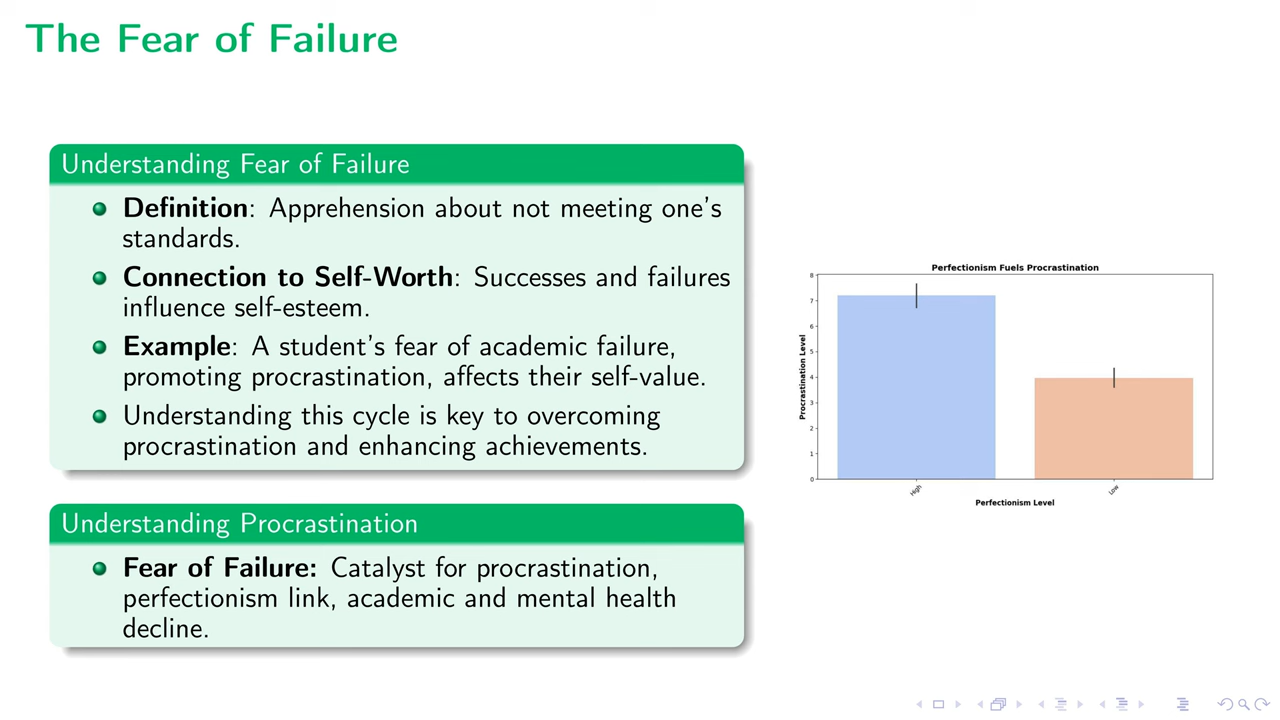 The Fear of Failure
Understanding Fear of Failure
Definition: Apprehension about not meeting one's
standards.
Connection to Self-Worth: Successes and failures
influence self-esteem.
Example: A student's fear of academic failure,
promoting procrastination, affects their self-value.
Understanding this cycle is key to overcoming
procrastination and enhancing achievements.
Understanding Procrastination
Fear of Failure: Catalyst for procrastination,
perfectionism link, academic and mental health
decline.
Perfectionism Fuels Procrastination
Procrastination Level
8
7
6
5
4
3
2
1
0
High
Low
Perfectionism Level